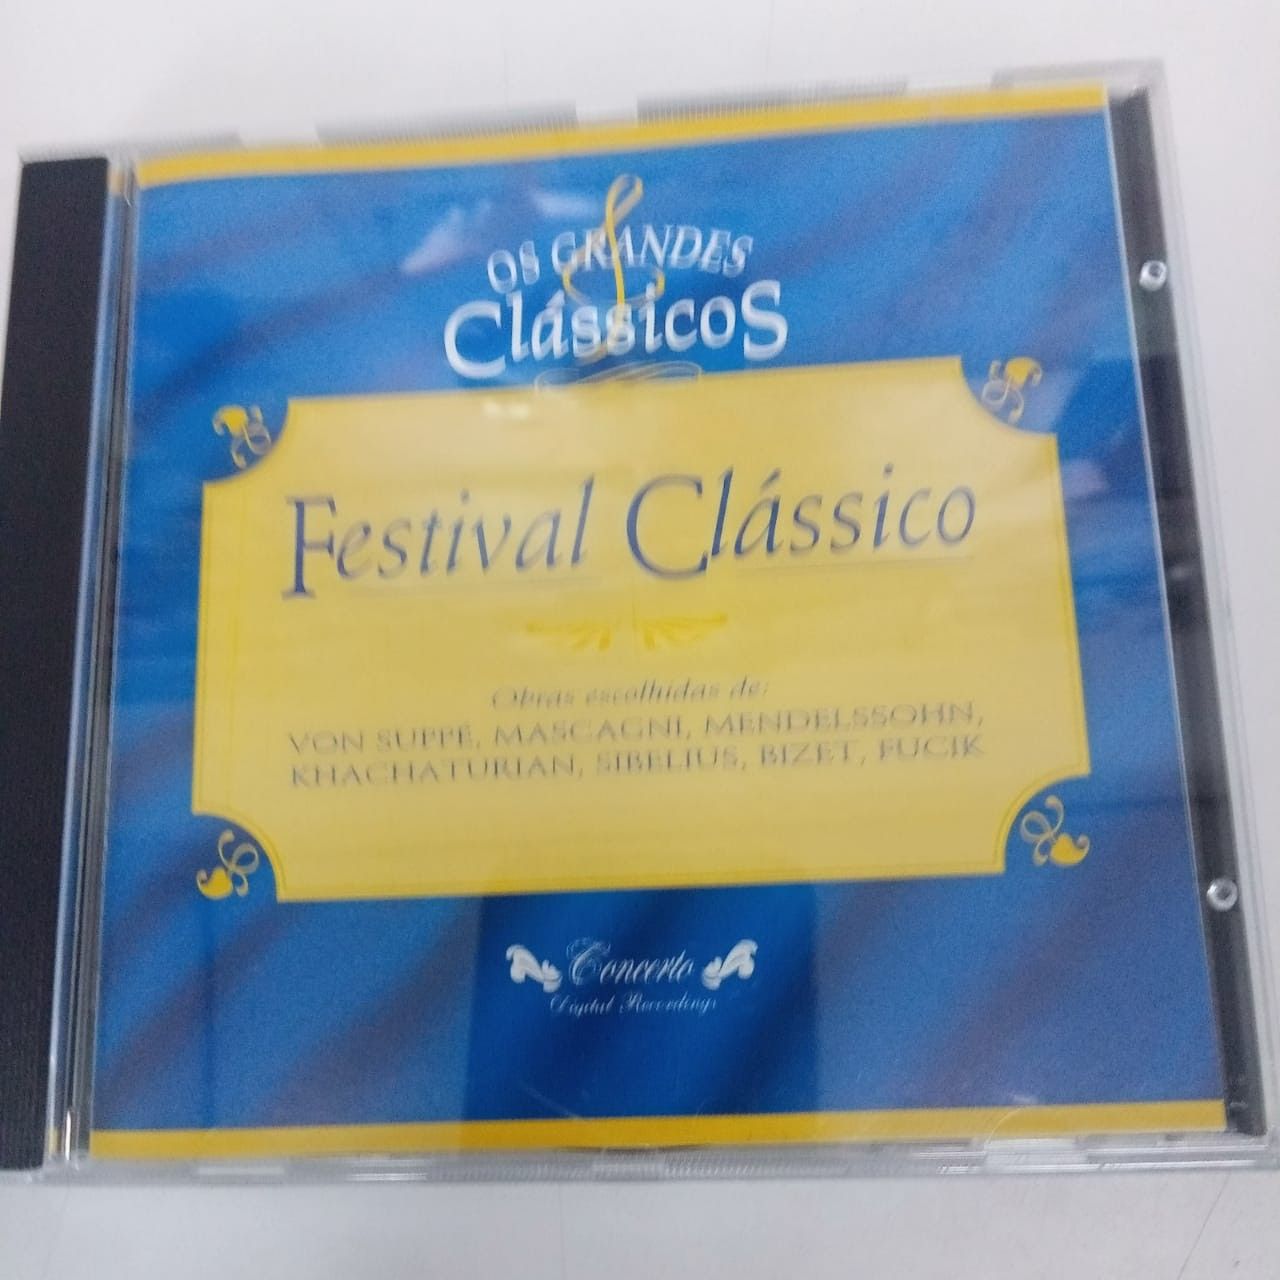 OS GRANDES
ClássicoS
Festival Clássico
Obras escolhidas de:
VON SUPPÉ, MASCAGNI, MENDELSSOHN,
KHACHATURIAN, SIBELIUS, BIZET, FUCIK
Concerto
Digital Recordings